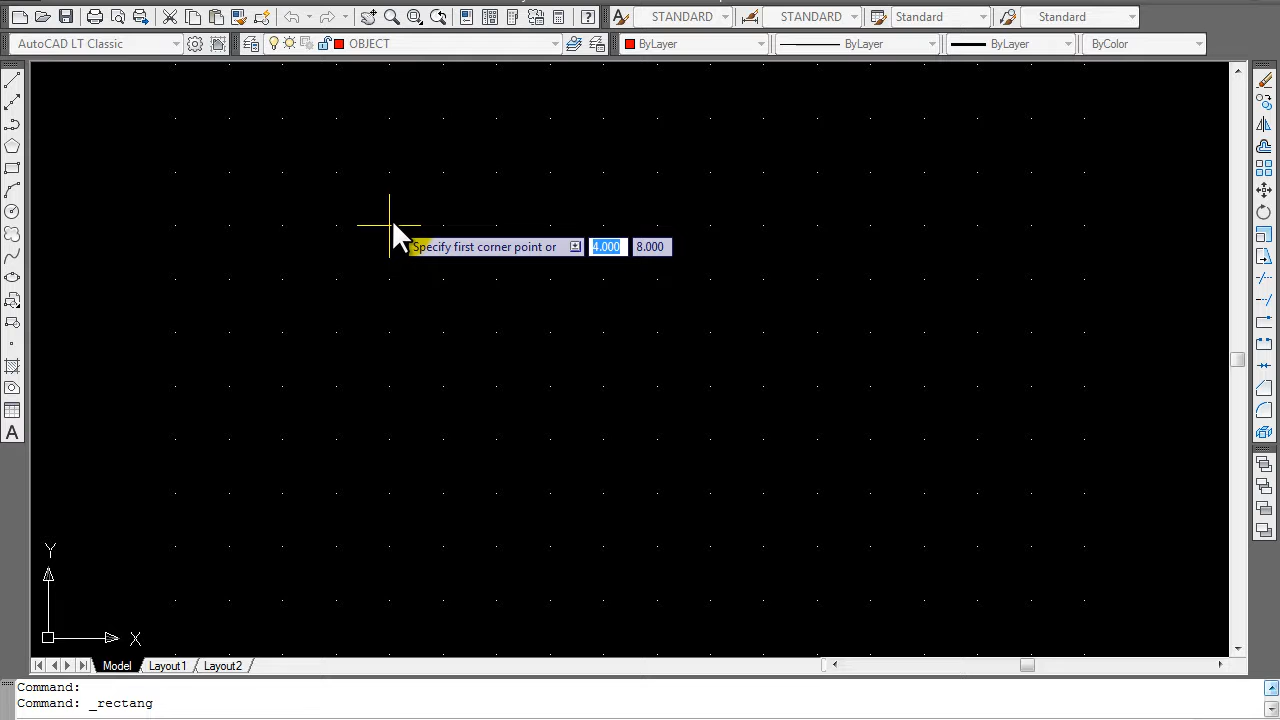 STANDARD STANDARD Standard Standard
AutoCAD LT Classic OBJECT ByLayer ByLayer ByLayer ByColor
Specify first corner point or 4.000 8.000
Y
X
Model Layout1 Layout2
Command:
Command: _rectang